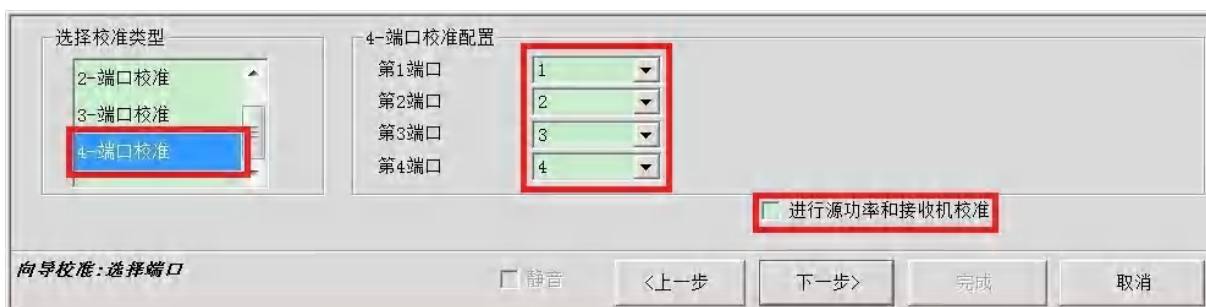 选择校准类型
2-端口校准
3-端口校准
4-端口校准
4-端口校准配置
第1端口 1
第2端口 2
第3端口 3
第4端口 4
进行源功率和接收机校准
向导校准:选择端口
静音 <上一步 下一步> 完成 取消